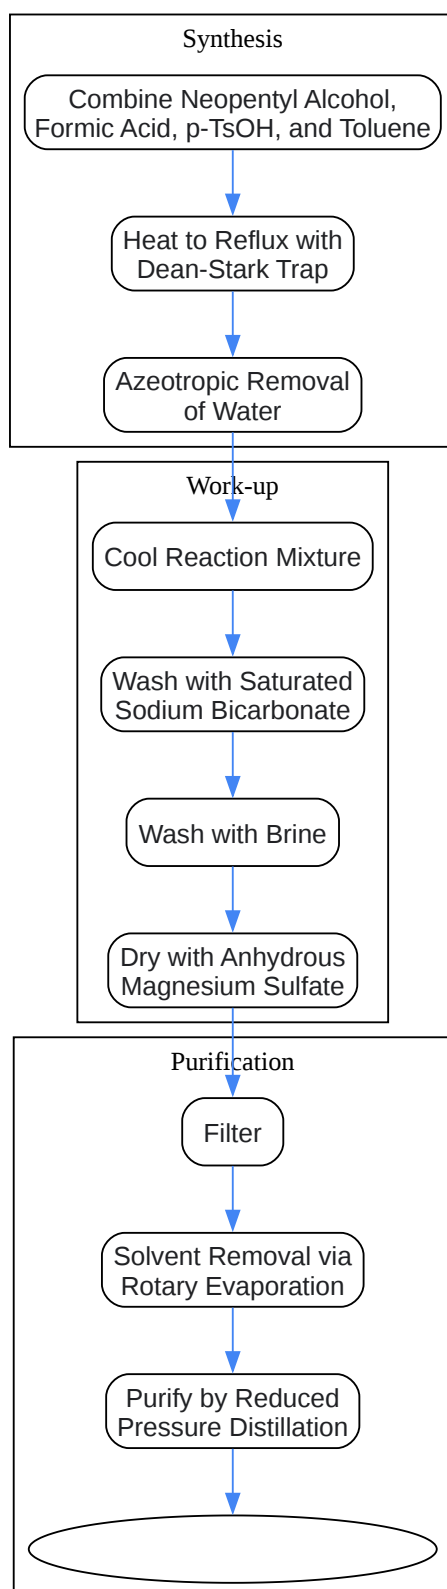 Synthesis
Combine Neopentyl Alcohol,
Formic Acid, p-TsOH, and Toluene
Heat to Reflux with
Dean-Stark Trap
Azeotropic Removal
of Water
Work-up
Cool Reaction Mixture
Wash with Saturated
Sodium Bicarbonate
Wash with Brine
Dry with Anhydrous
Magnesium Sulfate
Purification
Filter
Solvent Removal via
Rotary Evaporation
Purify by Reduced
Pressure Distillation